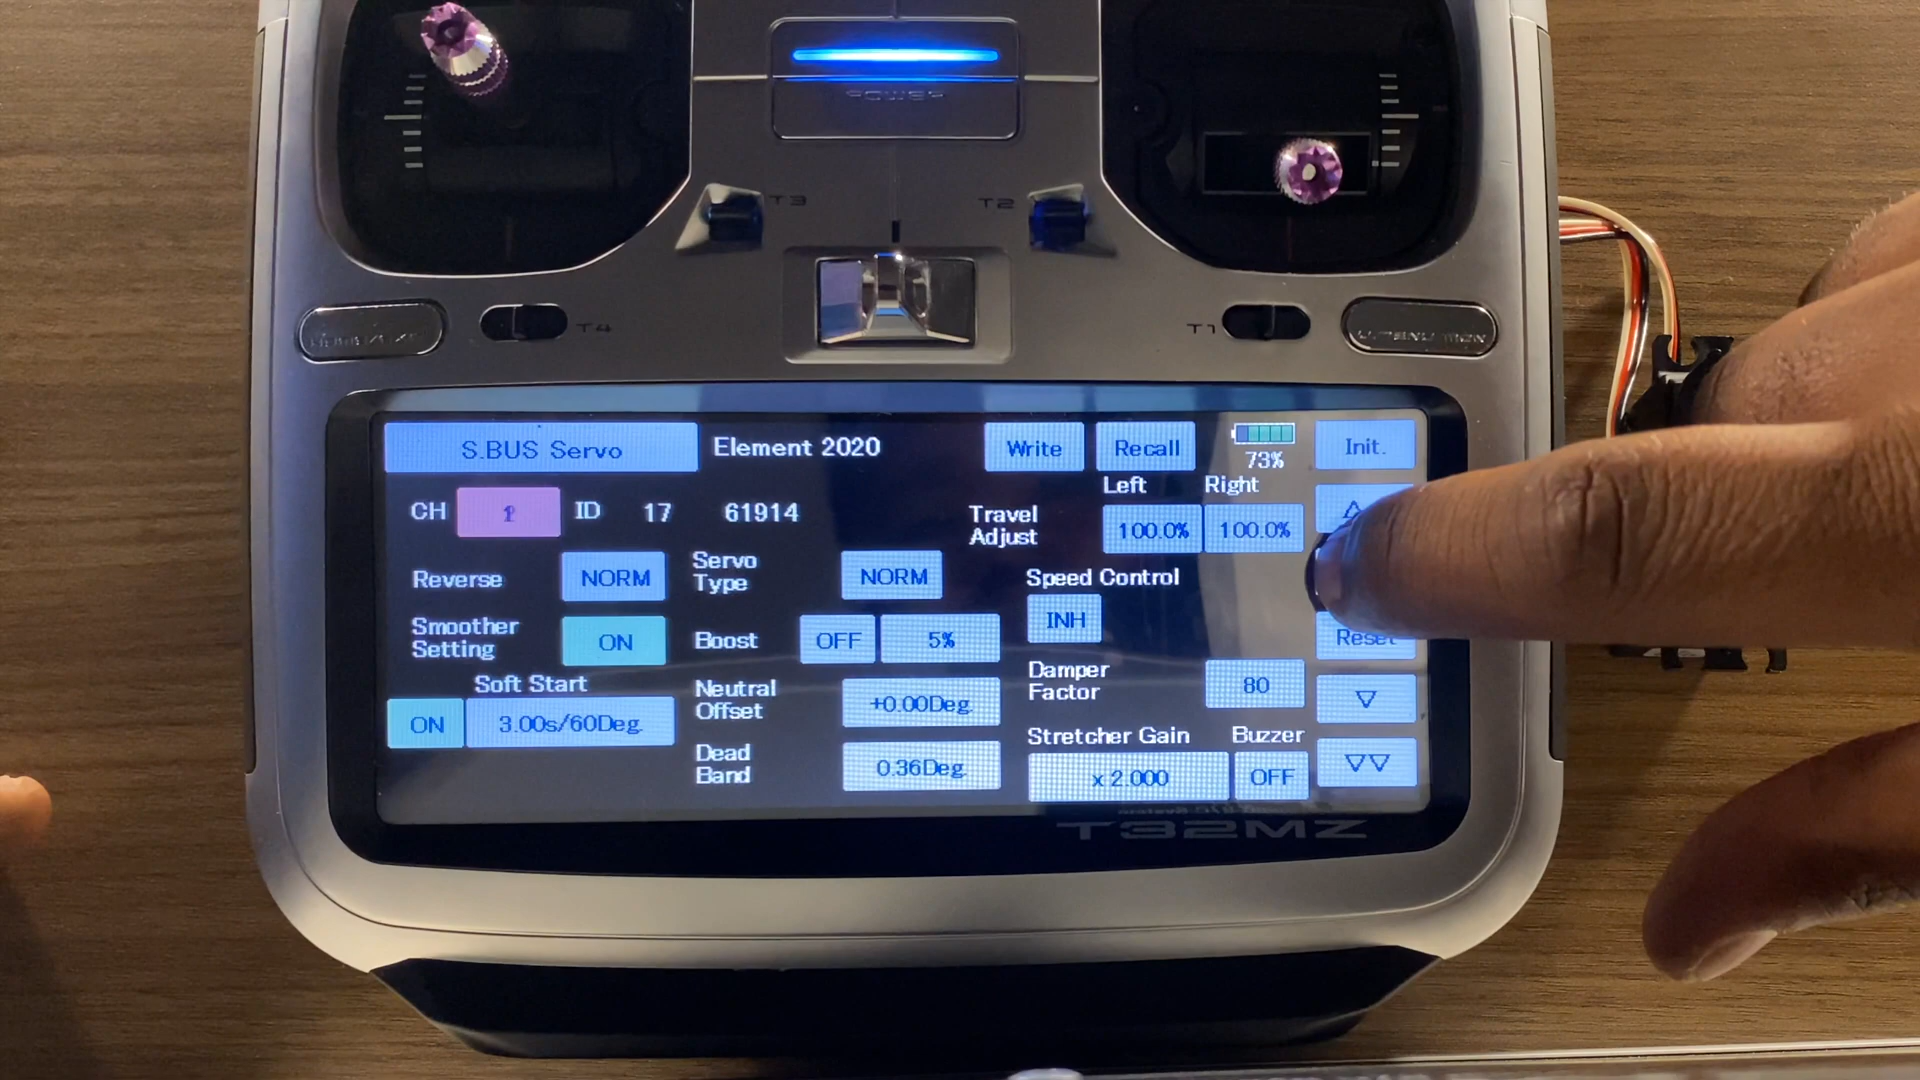 POWER
T3
T2
T4
T1
S.BUS Servo
Element 2020
Write
Recall
73%
Init.
CH
ID
17
61914
Travel
Adjust
Left
Right
100.0%
100.0%
Reverse
NORM
Servo
Type
NORM
Speed Control
INH
Smoother
Setting
ON
Boost
OFF
5%
Reset
Soft Start
ON
3.00s/60Deg.
Neutral
Offset
+0.00Deg.
Damper
Factor
80
Dead
Band
0.36Deg.
Stretcher Gain
x 2.000
Buzzer
OFF
T32MZ